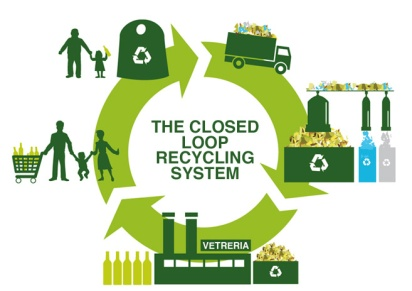 THE CLOSED
LOOP
RECYCLING
SYSTEM
VETRERIA